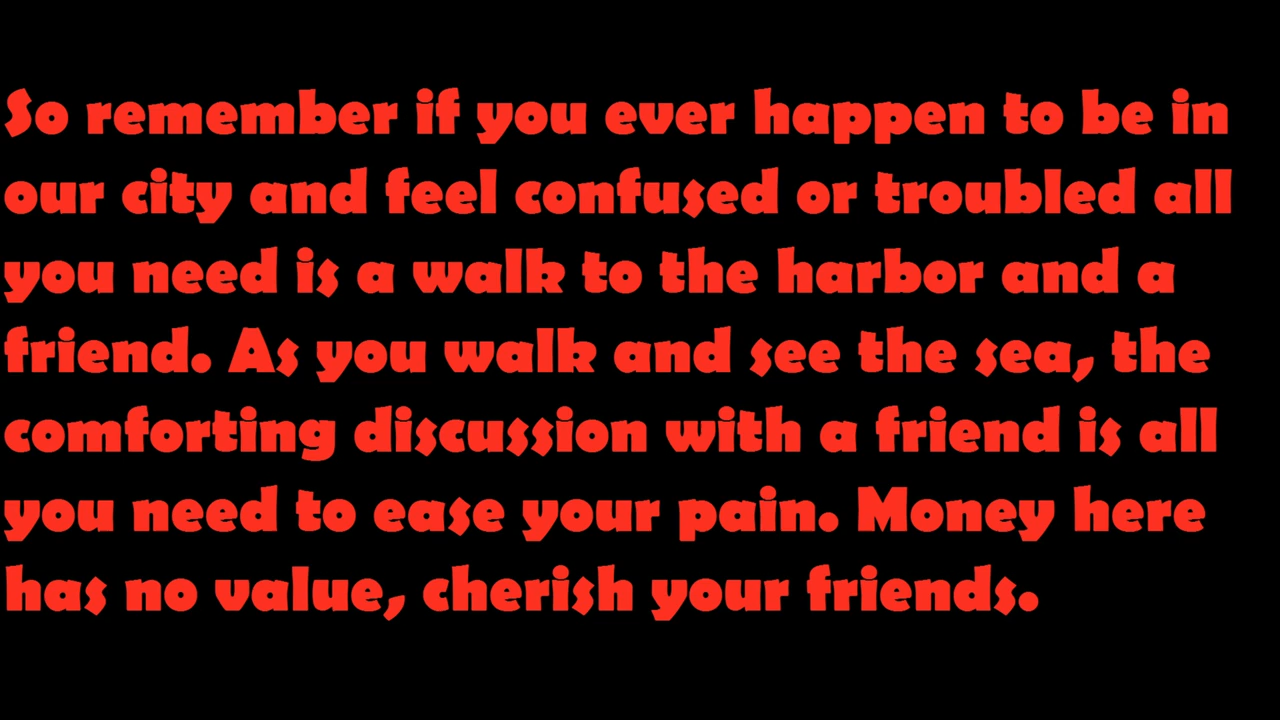 So remember if you ever happen to be in
our city and feel confused or troubled all
you need is a walk to the harbor and a
friend. As you walk and see the sea, the
comforting discussion with a friend is all
you need to ease your pain. Money here
has no value, cherish your friends.